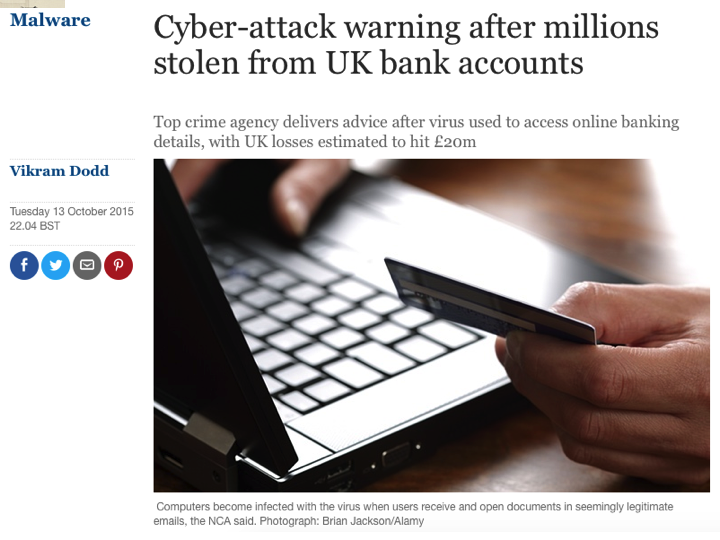 Malware
Cyber-attack warning after millions
stolen from UK bank accounts
Top crime agency delivers advice after virus used to access online banking
details, with UK losses estimated to hit £20m
Vikram Dodd
Tuesday 13 October 2015
22.04 BST
Computers become infected with the virus when users receive and open documents in seemingly legitimate
emails, the NCA said. Photograph: Brian Jackson/Alamy